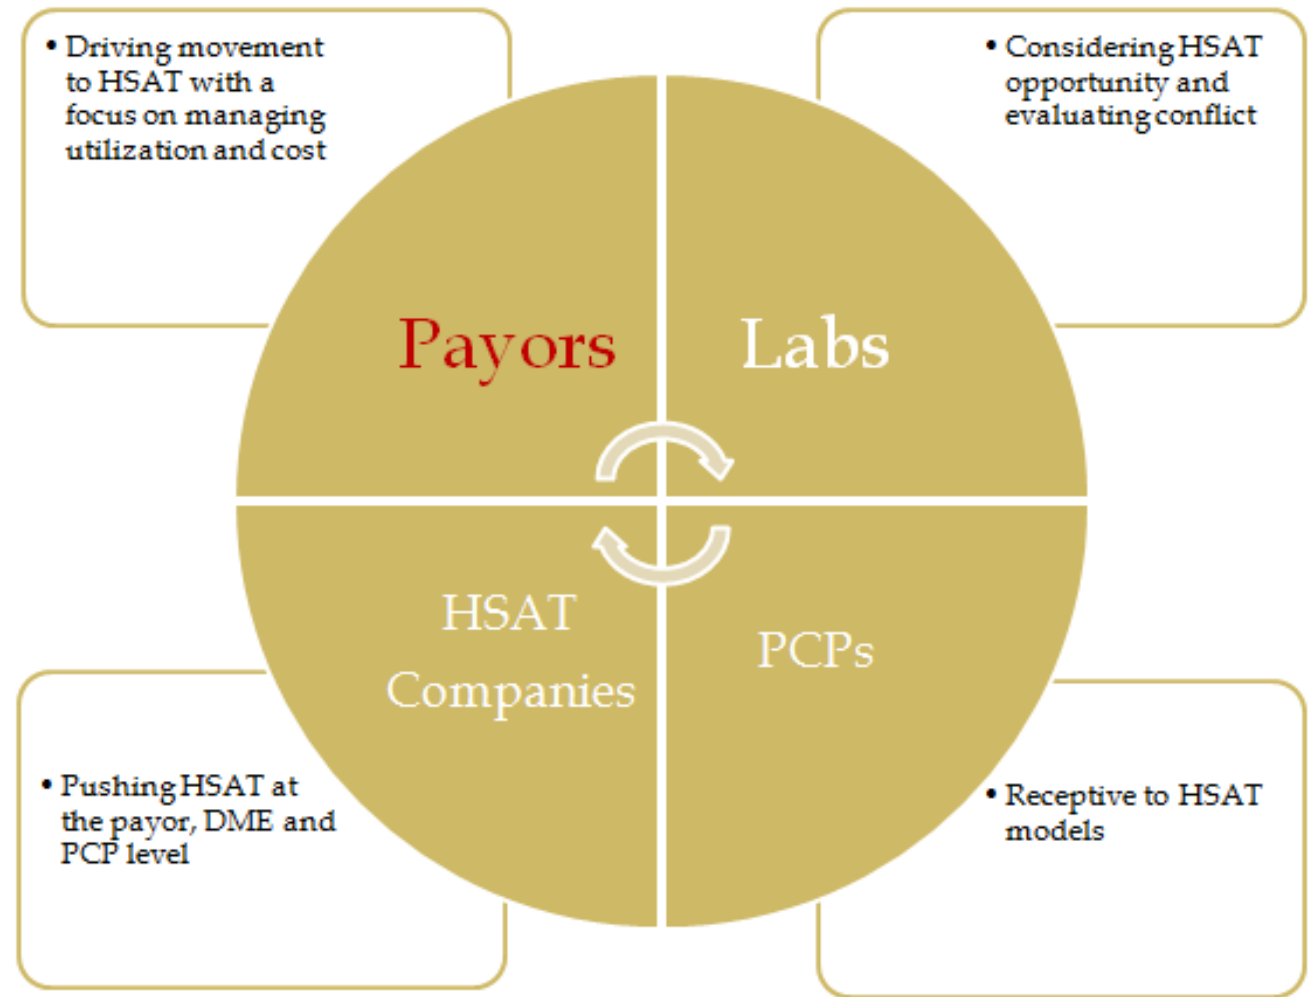 • Driving movement
to HSAT with a
focus on managing
utilization and cost
• Considering HSAT
opportunity and
evaluating conflict
Payors
Labs
HSAT
Companies
PCPs
• Pushing HSAT at
the payor, DME and
PCP level
• Receptive to HSAT
models